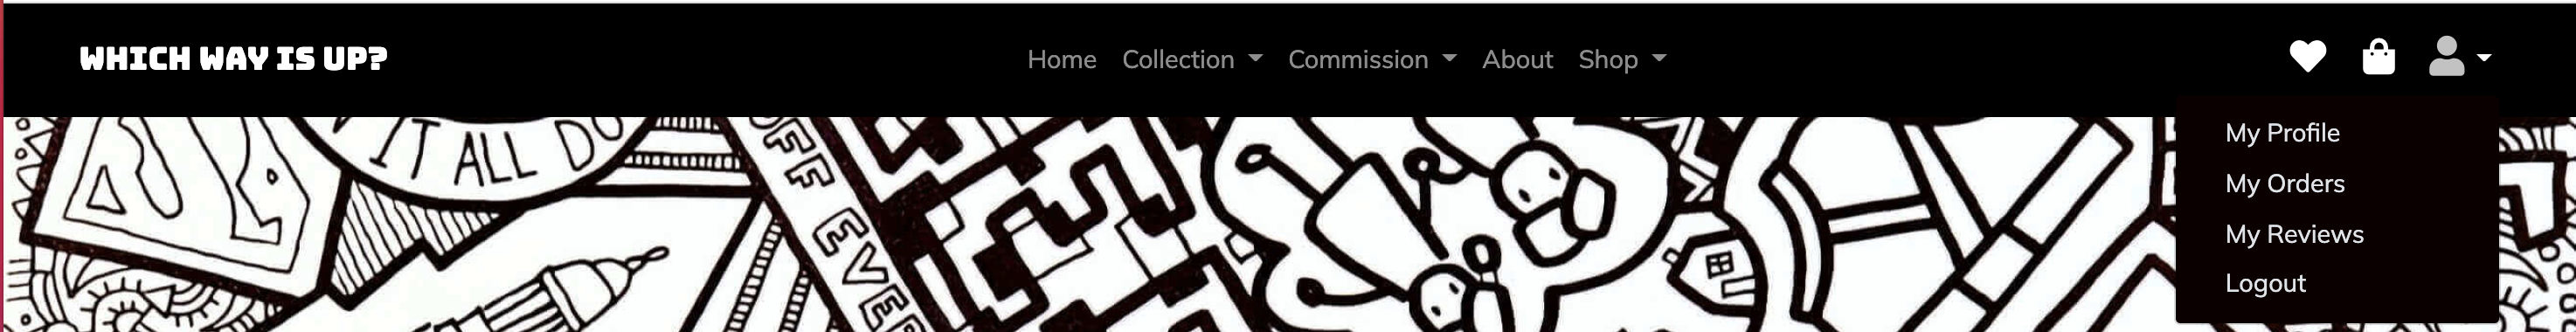 WHICH WAY IS UP?
Home Collection Commission About Shop
My Profile
My Orders
My Reviews
Logout
IT ALL DO
OFF EVER